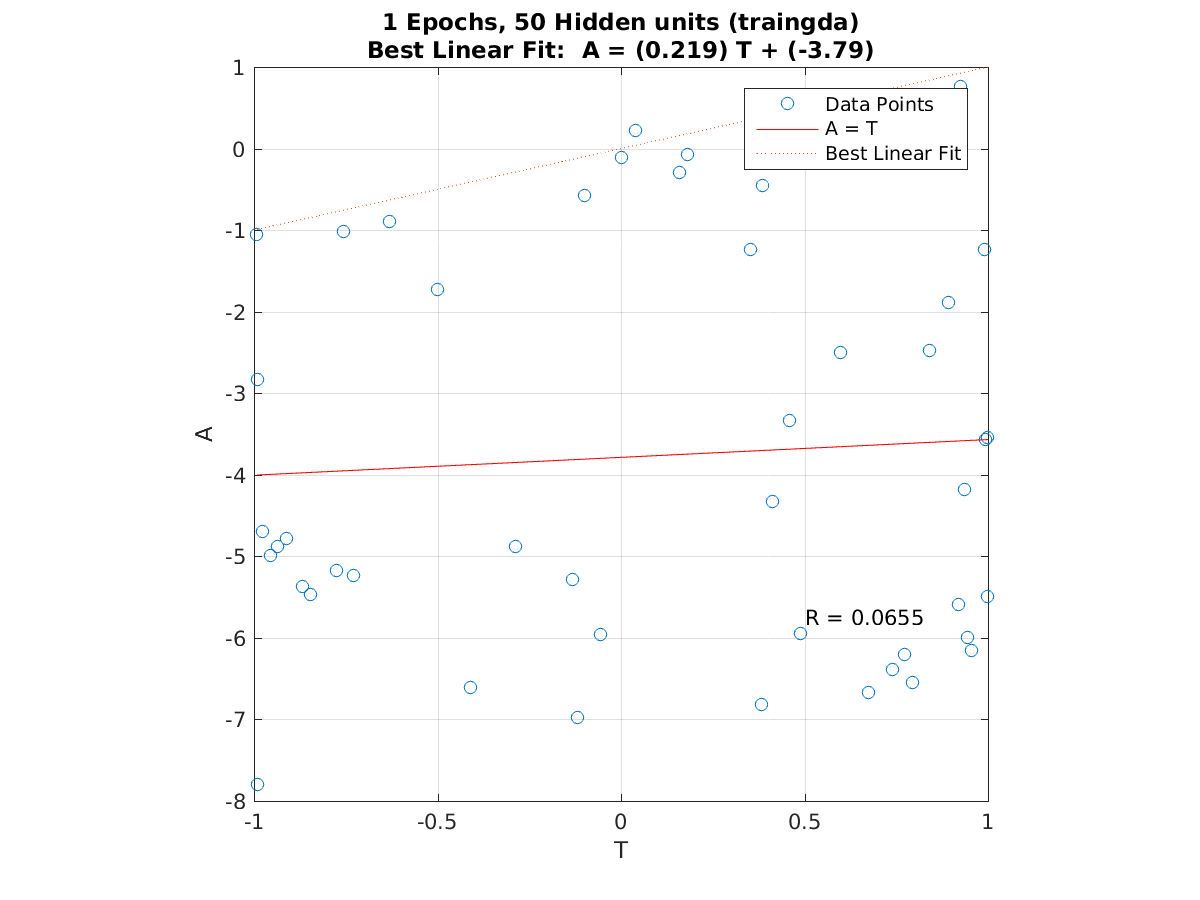 1 Epochs, 50 Hidden units (traingda)
Best Linear Fit:  A = (0.219) T + (-3.79)
1
0
-1
-2
-3
-4
-5
-6
-7
-8
A
Data Points
A = T
Best Linear Fit
R = 0.0655
-1
-0.5
0
0.5
1
T